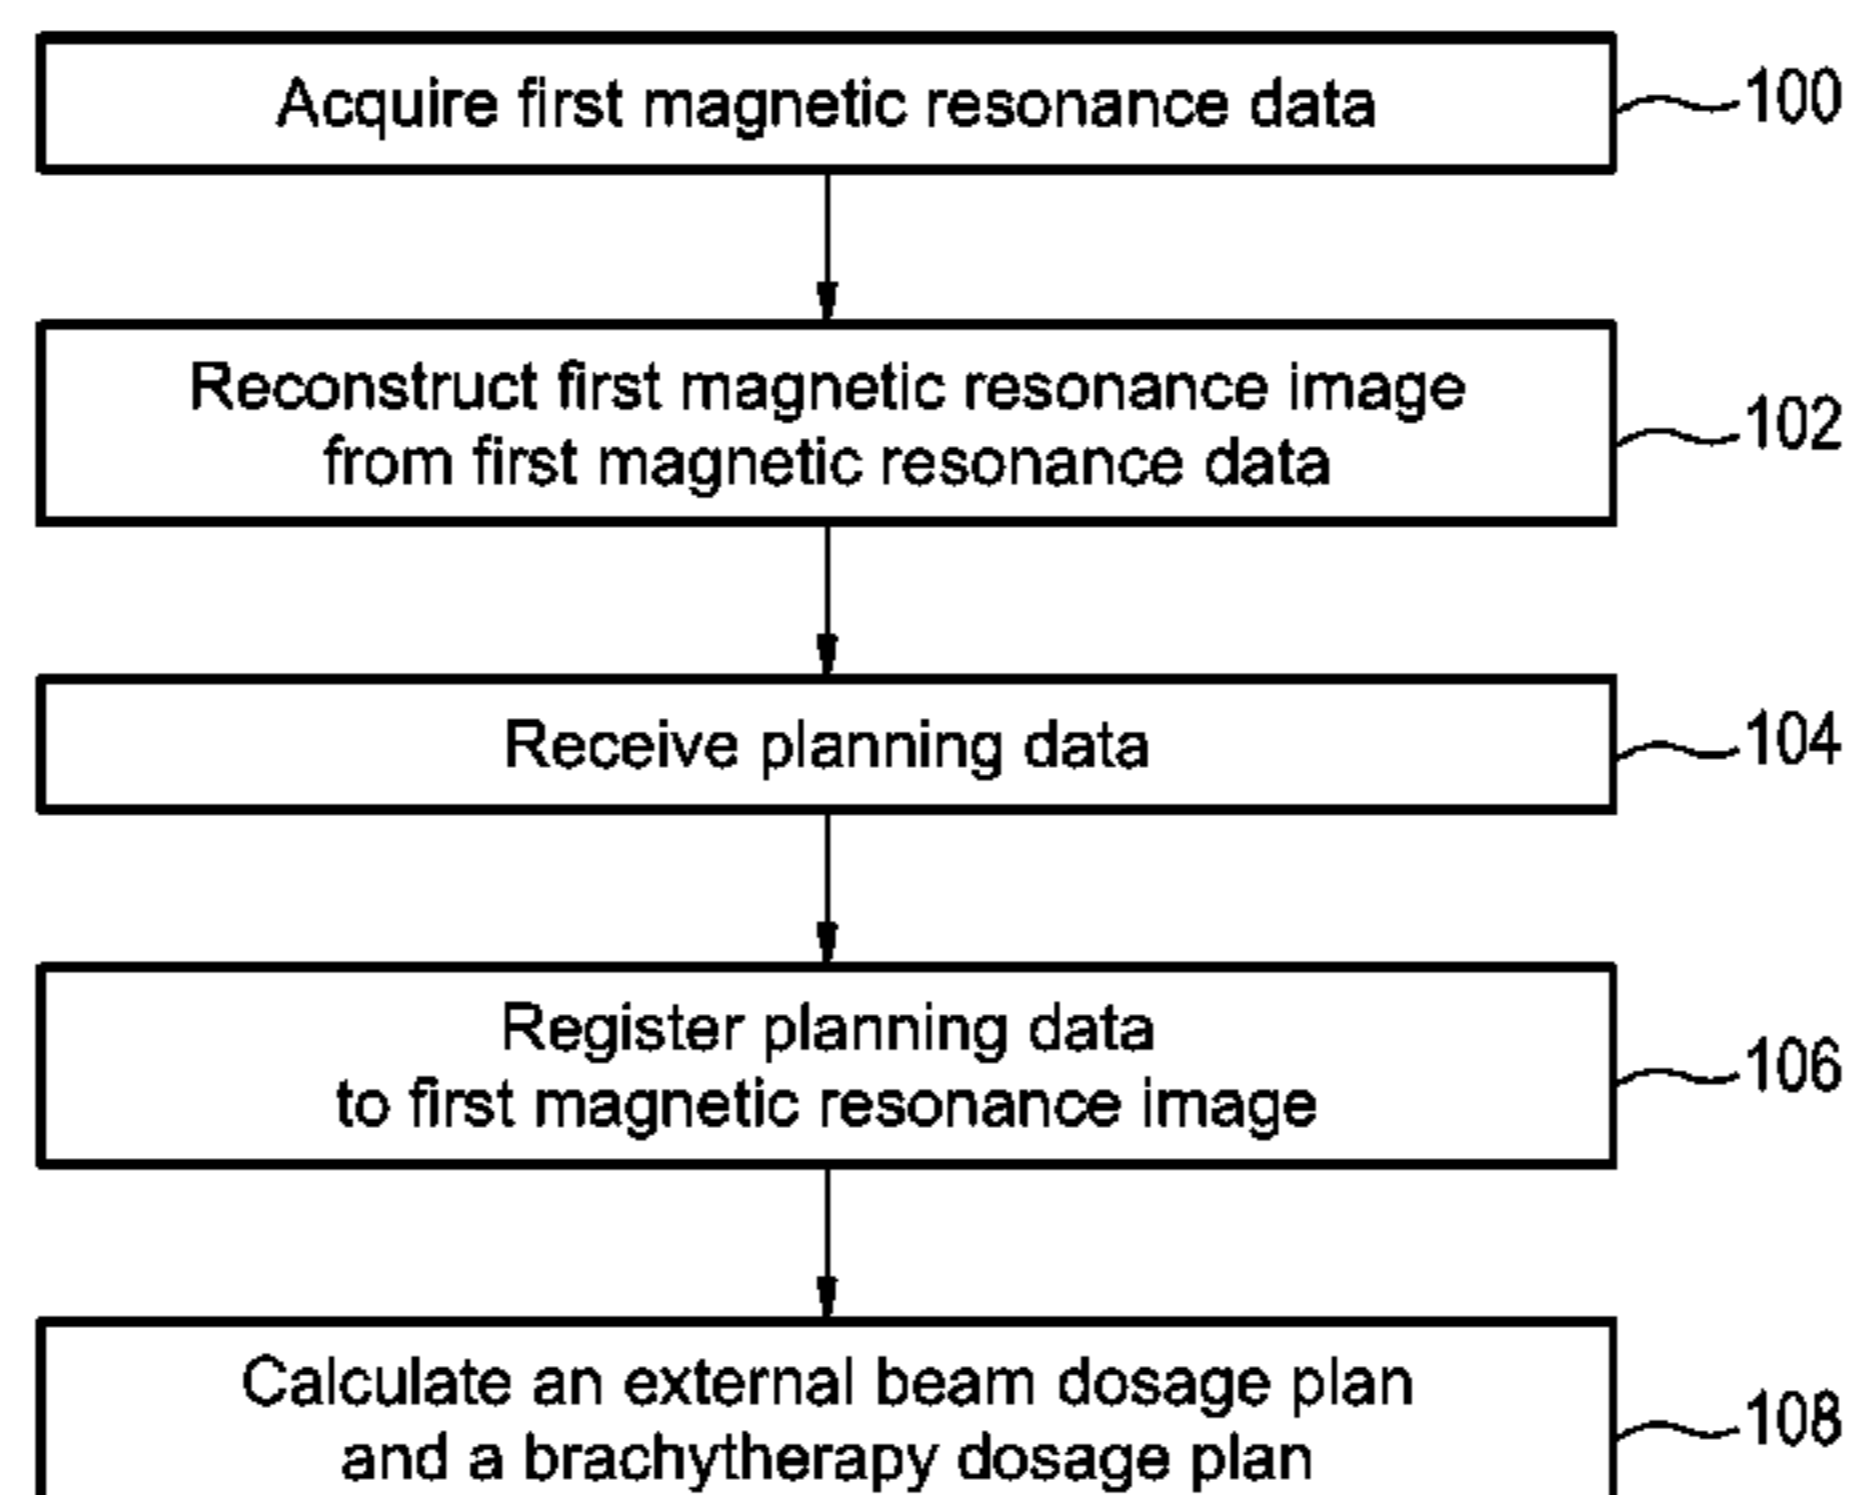 Acquire first magnetic resonance data
100
Reconstruct first magnetic resonance image
from first magnetic resonance data
102
Receive planning data
104
Register planning data
to first magnetic resonance image
106
Calculate an external beam dosage plan
and a brachytherapy dosage plan
108